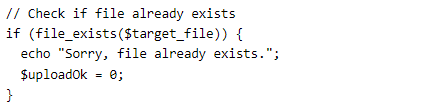 // Check if file already exists
if (file_exists($target_file)) {
  echo "Sorry, file already exists.";
  $uploadOk = 0;
}